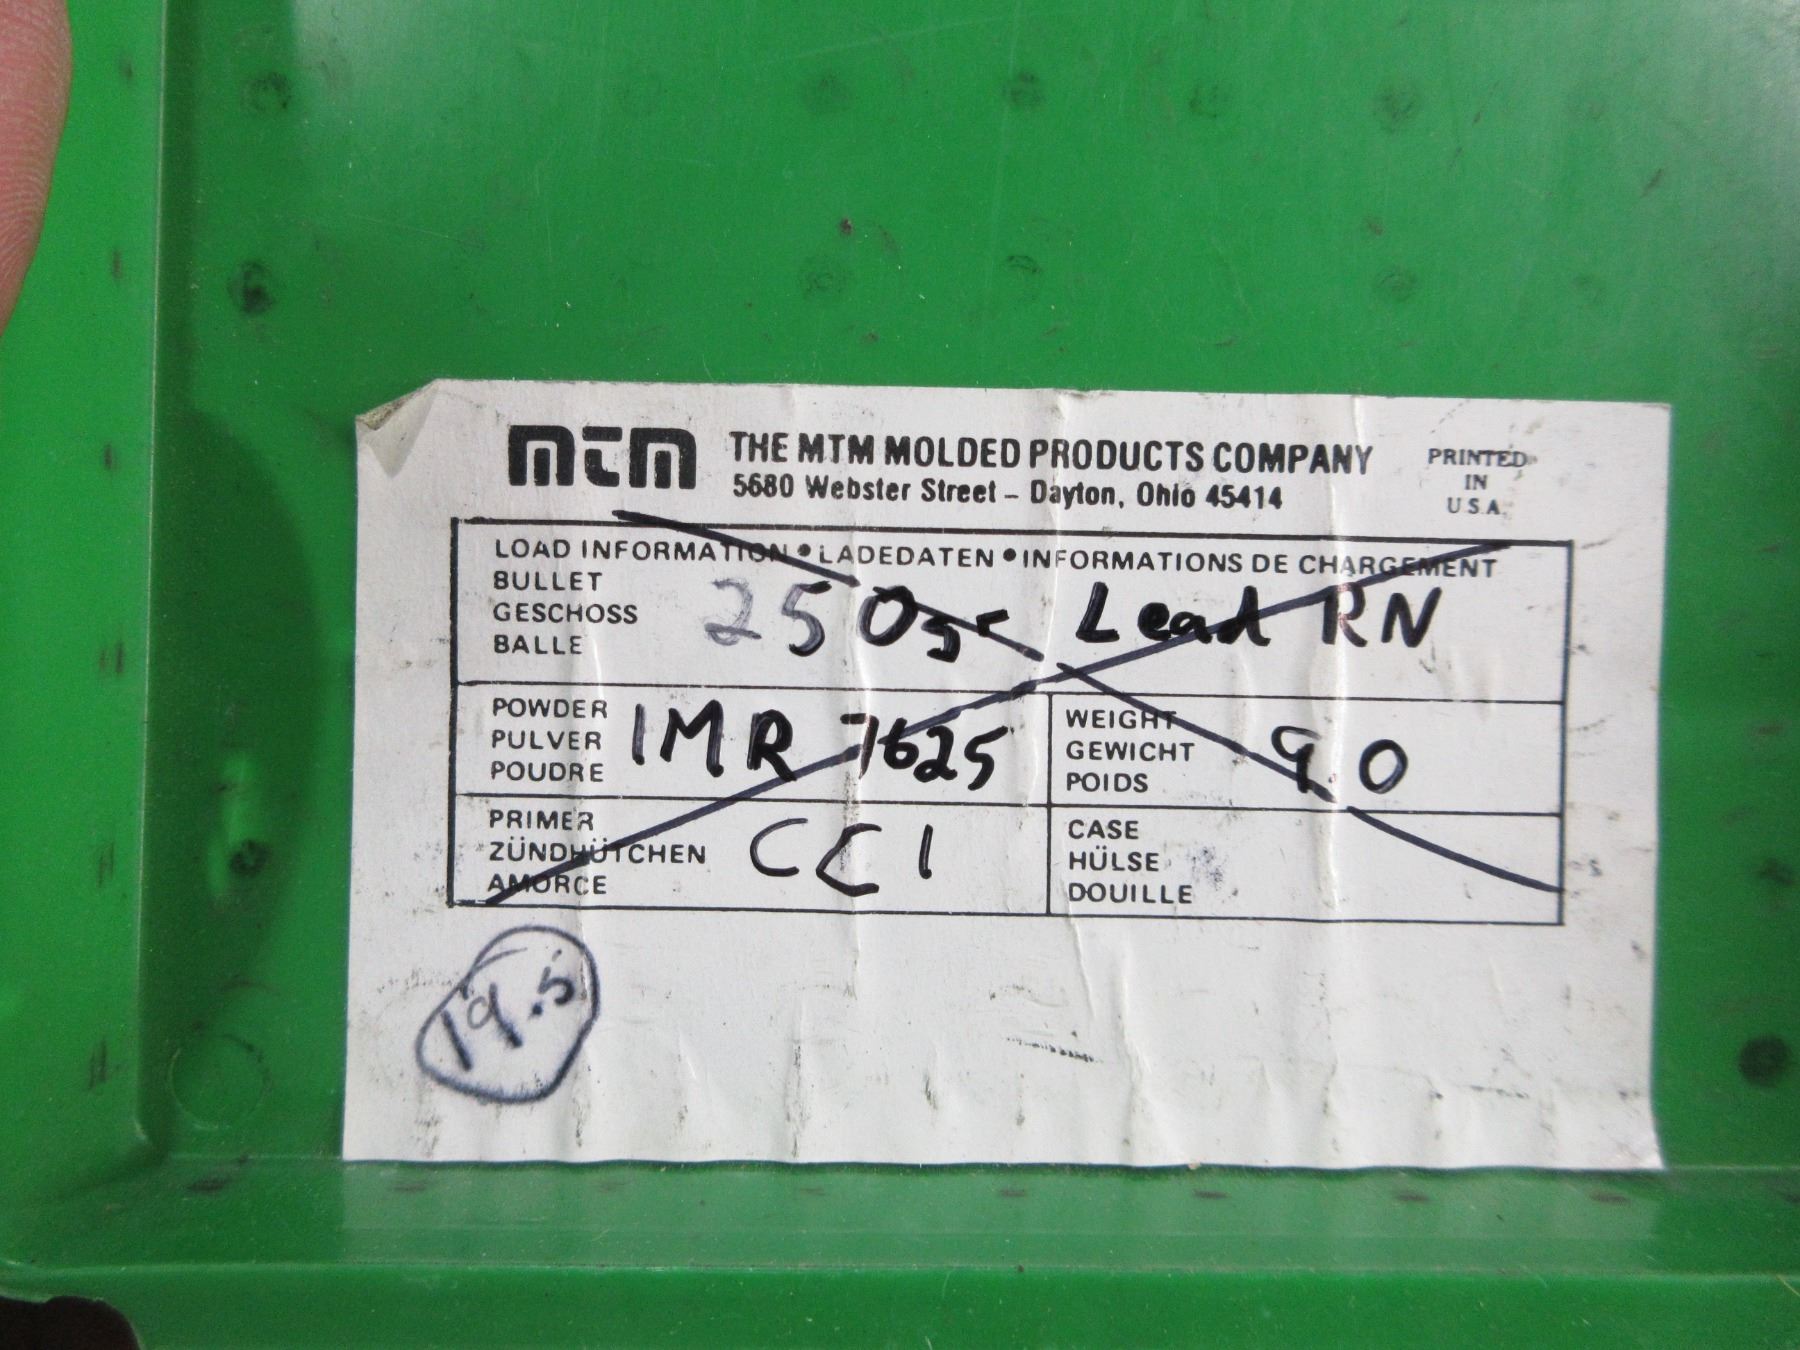 mtm THE MTM MOLDED PRODUCTS COMPANY
5680 Webster Street – Dayton, Ohio 45414
PRINTED
IN
U.S.A.
LOAD INFORMATION • LADEDATEN • INFORMATIONS DE CHARGEMENT
BULLET
GESCHOSS
BALLE
250gr Lead RN
POWDER
PULVER
POUDRE
IMR 7625
WEIGHT
GEWICHT
POIDS
9.0
PRIMER
ZÜNDHÜTCHEN
AMORCE
CCI
CASE
HÜLSE
DOUILLE
19.5